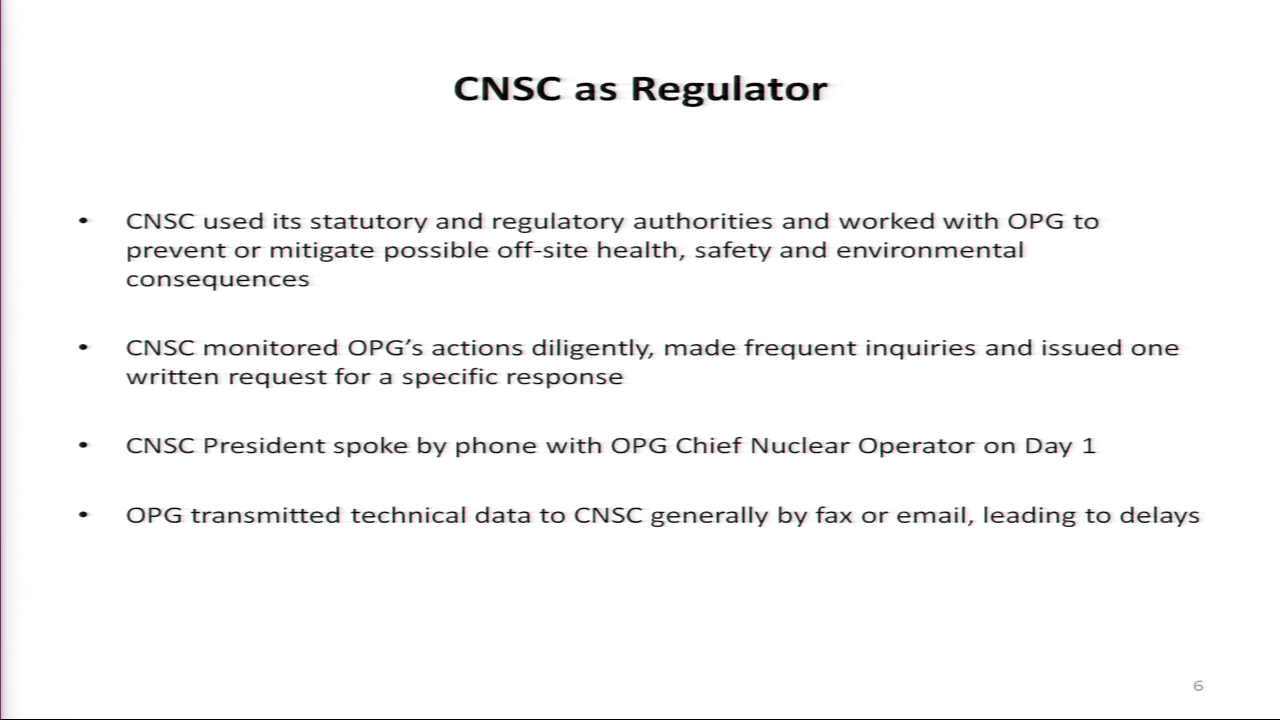 CNSC as Regulator
• CNSC used its statutory and regulatory authorities and worked with OPG to
prevent or mitigate possible off-site health, safety and environmental
consequences
• CNSC monitored OPG’s actions diligently, made frequent inquiries and issued one
written request for a specific response
• CNSC President spoke by phone with OPG Chief Nuclear Operator on Day 1
• OPG transmitted technical data to CNSC generally by fax or email, leading to delays
6